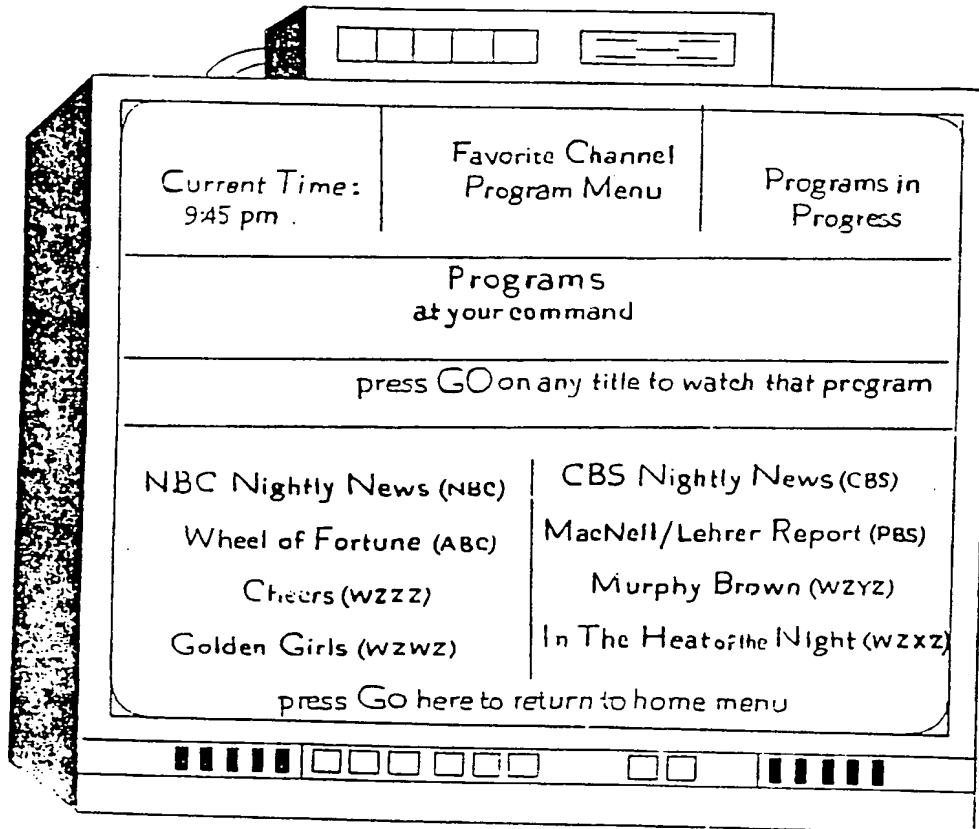 Current Time:
9:45 pm
Favorite Channel
Program Menu
Programs in
Progress
Programs
at your command
press GO on any title to watch that program
NBC Nightly News (NBC)
Wheel of Fortune (ABC)
Cheers (WZZZ)
Golden Girls (WZWZ)
CBS Nightly News (CBS)
MacNell/Lehrer Report (PBS)
Murphy Brown (WZYZ)
In The Heat of the Night (WZXZ)
press Go here to return to home menu